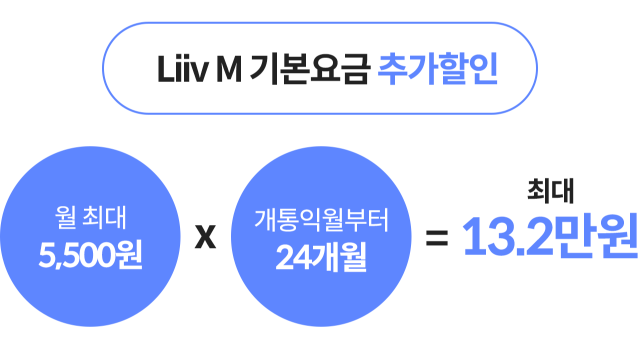 Liiv M 기본요금 추가할인
월 최대
5,500원
x
개통익월부터
24개월
=
최대
13.2만원